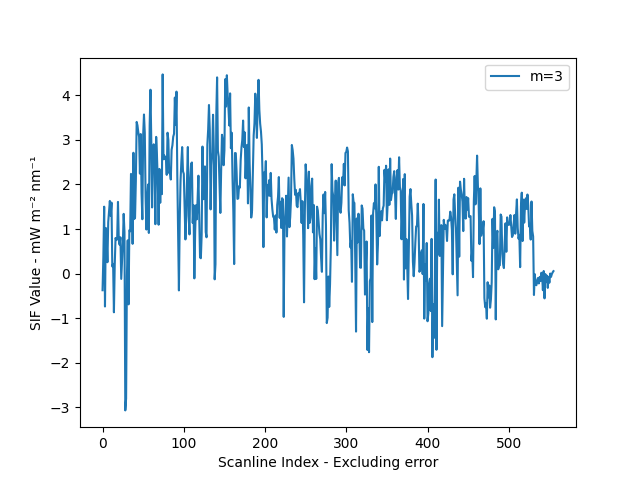 m=3
4
3
2
1
0
−1
−2
−3
SIF Value - mW m⁻² nm⁻¹
0 100 200 300 400 500
Scanline Index - Excluding error